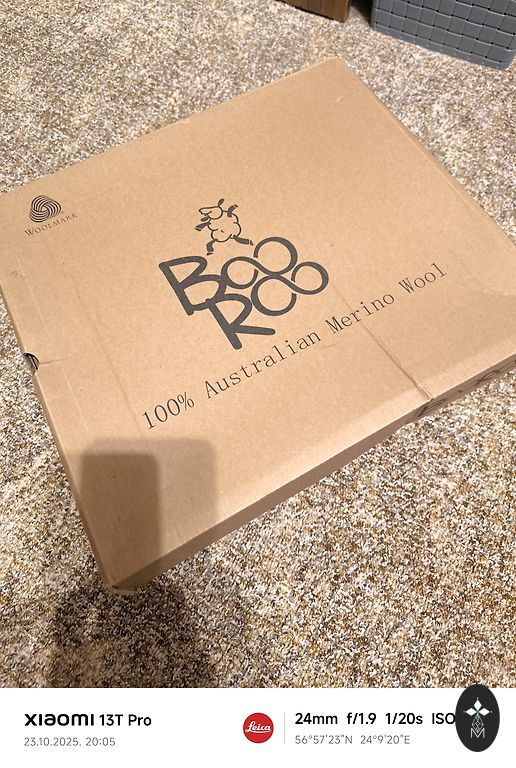 WOOLMARK
BOO
ROO
100% Australian Merino Wool
XIAOMI 13T Pro
23.10.2025. 20:05
Leica
24mm f/1.9 1/20s ISO
56°57'23"N 24°9'20"E
M